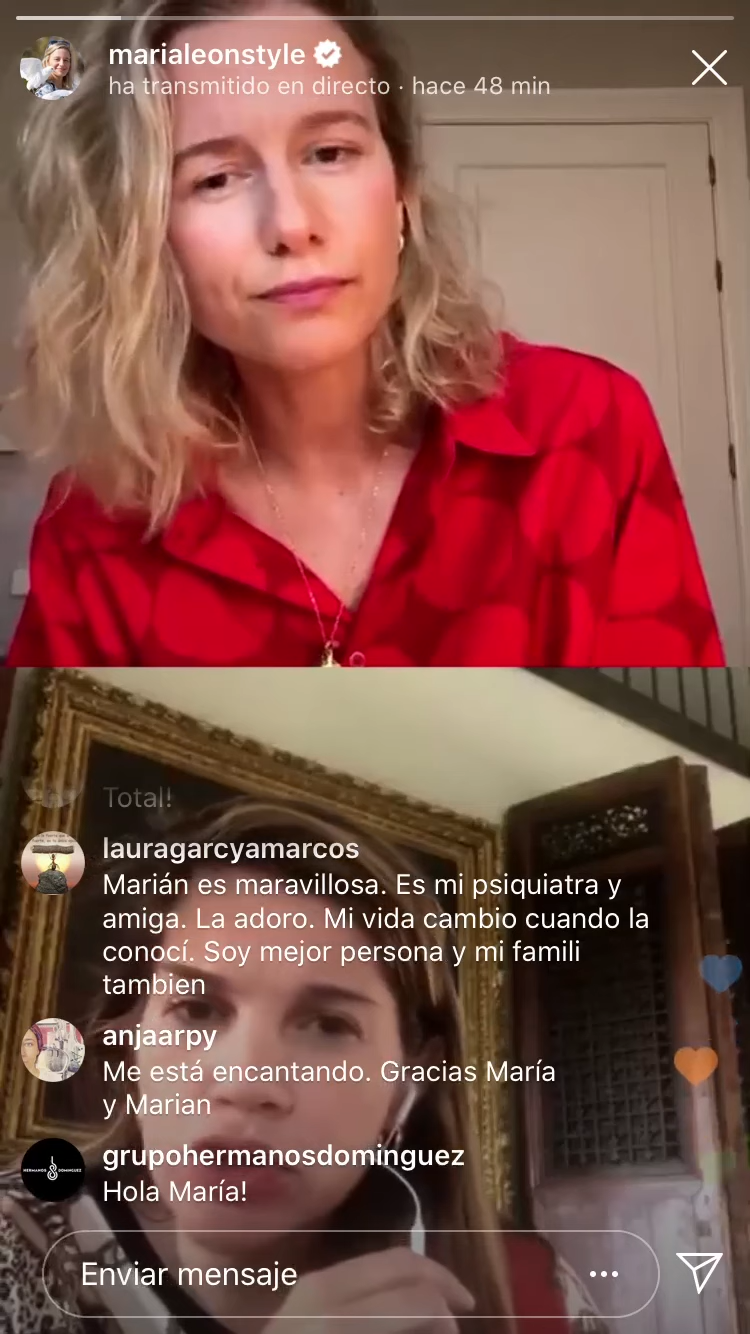 marialeonstyle
ha transmitido en directo · hace 48 min
Total!
lauragarcyamarcos
Marián es maravillosa. Es mi psiquiatra y
amiga. La adoro. Mi vida cambio cuando la
conocí. Soy mejor persona y mi famili
tambien
anjaarpy
Me está encantando. Gracias María
y Marian
grupohermanosdominguez
HERMANOS DOMINGUEZ
Hola María!
Enviar mensaje